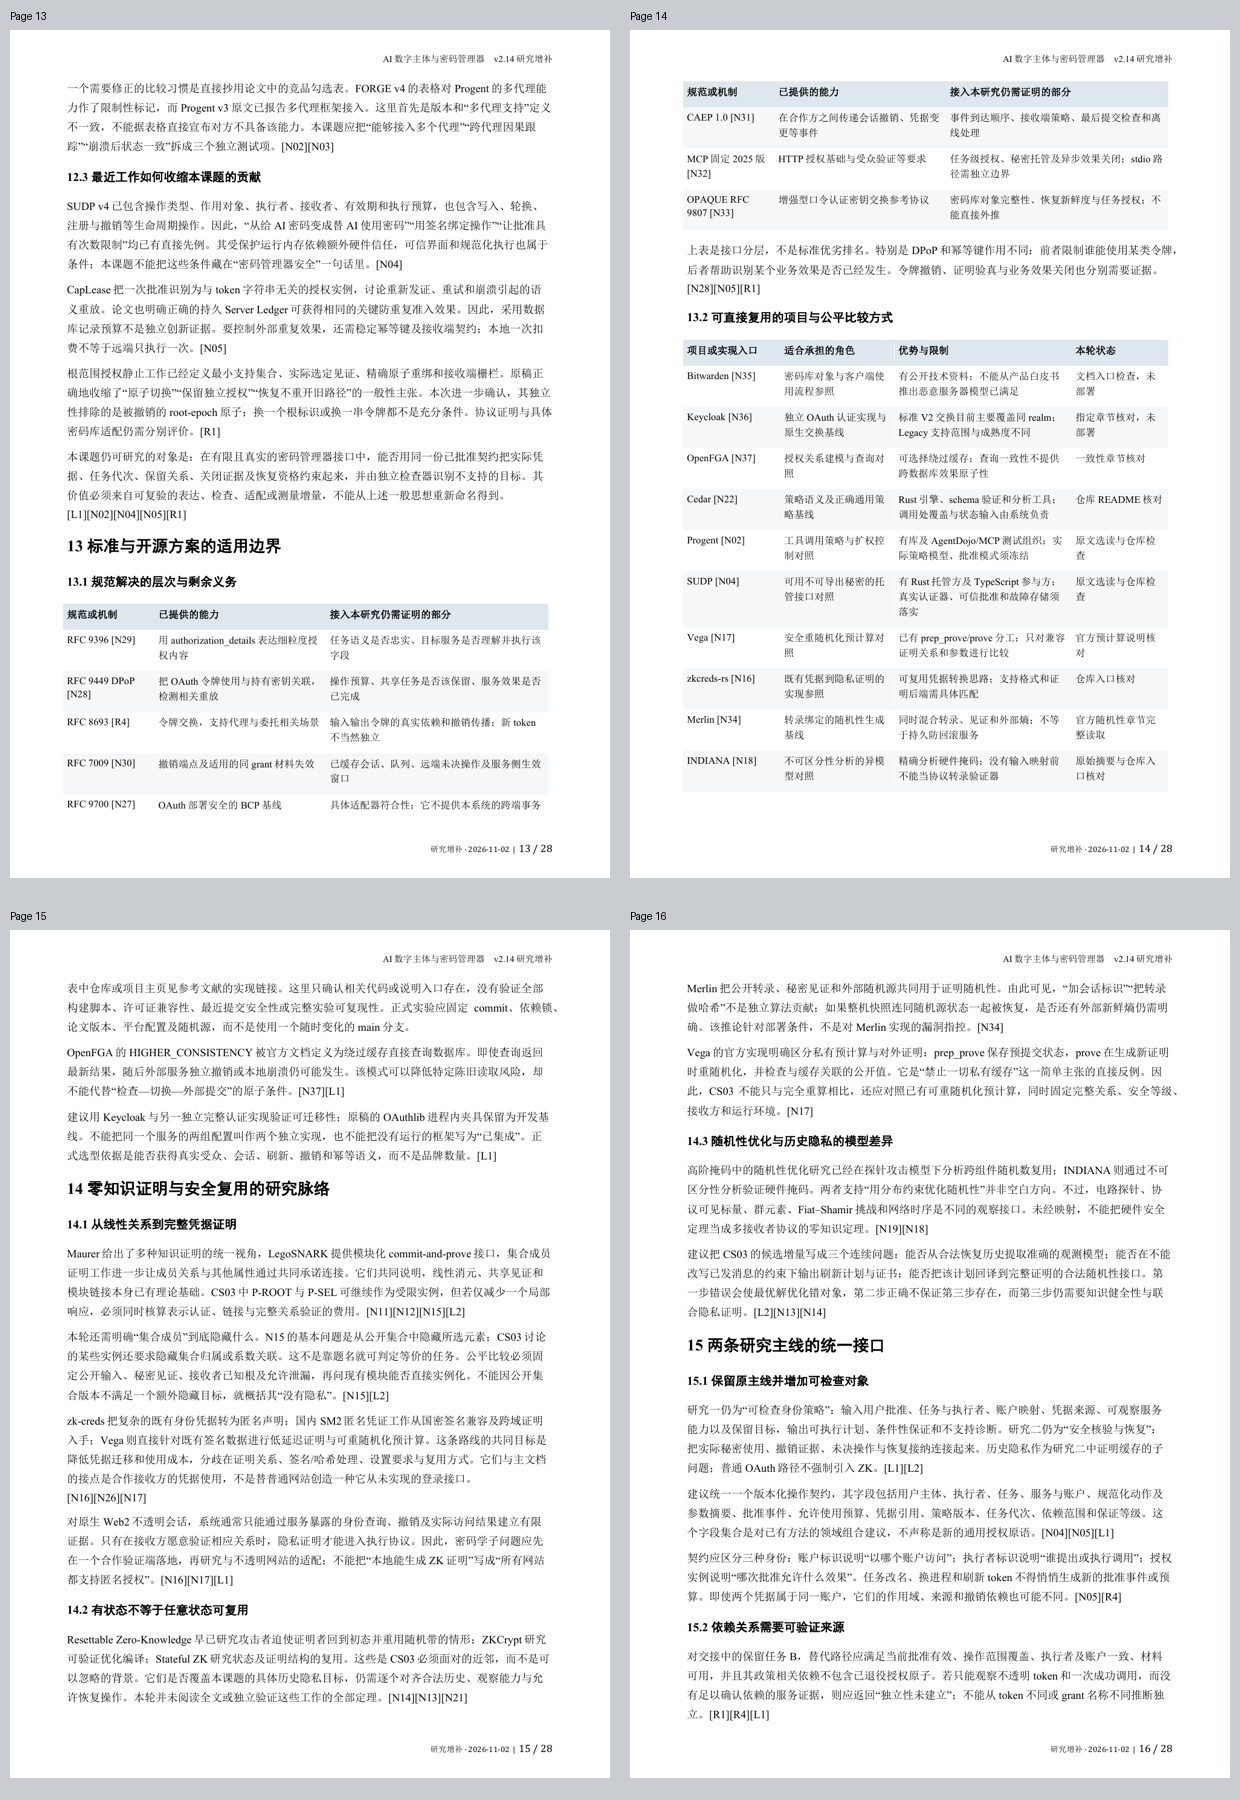 Page 13
AI 数字主体与密码管理器 v2.14 研究增补
一个需要修正的比较习惯是直接抄用论文中的竞品勾选表。FORGE v4 的表格对 Progent 的多代理能
力作了限制性标记，而 Progent v3 原文已报告多代理框架接入。这里首先是版本和“多代理支持”定义
不一致，不能据表格直接宣布对方不具备该能力。本课题应把“能够接入多个代理”“跨代理因果跟
踪”“崩溃后状态一致”拆成三个独立测试项。[N02][N03]
12.3 最近工作如何收缩本课题的贡献
SUDP v4 已包含操作类型、作用对象、执行者、接收者、有效期和执行预算，也包含写入、轮换、
注册与撤销等生命周期操作。因此，“从给 AI 密码变成替 AI 使用密码”“用签名绑定操作”“让批准具
有次数限制”均已有直接先例。其受保护运行内存依赖额外硬件信任，可信界面和规范化执行也属于
条件；本课题不能把这些条件藏在“密码管理器安全”一句话里。[N04]
CapLease 把一次批准识别为与 token 字符串无关的授权实例，讨论重新发证、重试和崩溃引起的语
义重放。论文也明确正确的持久 Server Ledger 可获得相同的关键防重复准入效果。因此，采用数据
库记录预算不是独立创新证据。要控制外部重复效果，还需稳定幂等键及接收端契约；本地一次扣
费不等于远端只执行一次。[N05]
根范围授权静止工作已经定义最小支持集合、实际选定见证、精确原子重绑和接收端栅栏。原稿正
确地收缩了“原子切换”“保留独立授权”“恢复不重开旧路径”的一般性主张。本次进一步确认，其独立
性排除的是被撤销的 root-epoch 原子；换一个根标识或换一串令牌都不是充分条件。协议证明与具体
密码库适配仍需分别评价。[R1]
本课题仍可研究的对象是：在有限且真实的密码管理器接口中，能否用同一份已批准契约把实际凭
据、任务代次、保留关系、关闭证据及恢复资格约束起来，并由独立检查器识别不支持的目标。其
价值必须来自可复验的表达、检查、适配或测量增量，不能从上述一般思想重新命名得到。
[L1][N02][N04][N05][R1]
13 标准与开源方案的适用边界
13.1 规范解决的层次与剩余义务
规范或机制 已提供的能力 接入本研究仍需证明的部分
RFC 9396 [N29] 用 authorization_details 表达细粒度授 任务语义是否忠实、目标服务是否理解并执行该
权内容 字段
RFC 9449 DPoP 把 OAuth 令牌使用与持有密钥关联， 操作预算、共享任务是否该保留、服务效果是否
[N28] 检测相关重放 已完成
RFC 8693 [R4] 令牌交换，支持代理与委托相关场景 输入输出令牌的真实依赖和撤销传播；新 token
不当然独立
RFC 7009 [N30] 撤销端点及适用的同 grant 材料失效 已缓存会话、队列、远端未决操作及服务侧生效
窗口
RFC 9700 [N27] OAuth 部署安全的 BCP 基线 具体适配器符合性；它不提供本系统的跨端事务
研究增补 · 2026-11-02 | 13 / 28
Page 14
AI 数字主体与密码管理器 v2.14 研究增补
规范或机制 已提供的能力 接入本研究仍需证明的部分
CAEP 1.0 [N31] 在合作方之间传递会话撤销、凭据变 事件到达顺序、接收端策略、最后提交检查和离
更等事件 线处理
MCP 固定 2025 版 HTTP 授权基础与受众验证等要求 任务级授权、秘密托管及异步效果关闭；stdio 路
[N32] 径需独立边界
OPAQUE RFC 增强型口令认证密钥交换参考协议 密码库对象完整性、恢复新鲜度与任务授权；不
9807 [N33] 能直接外推
上表是接口分层，不是标准优劣排名。特别是 DPoP 和幂等键作用不同：前者限制谁能使用某类令牌，
后者帮助识别某个业务效果是否已经发生。令牌撤销、证明验真与业务效果关闭也分别需要证据。
[N28][N05][R1]
13.2 可直接复用的项目与公平比较方式
项目或实现入口 适合承担的角色 优势与限制 本轮状态
Bitwarden [N35] 密码库对象与客户端使 有公开技术资料；不能从产品白皮书 文档入口检查，未
用流程参照 推出恶意服务器模型已满足 部署
Keycloak [N36] 独立 OAuth 认证实现与 标准 V2 交换目前主要覆盖同 realm； 指定章节核对，未
原生交换基线 Legacy 支持范围与成熟度不同 部署
OpenFGA [N37] 授权关系建模与查询对 可选择绕过缓存；查询一致性不提供 一致性章节核对
照 跨数据库效果原子性
Cedar [N22] 策略语义及正确通用策 Rust 引擎、schema 验证和分析工具； 仓库 README 核对
略基线 调用处覆盖与状态输入由系统负责
Progent [N02] 工具调用策略与扩权控 有库及 AgentDojo/MCP 测试组织；实 原文选读与仓库检
制对照 际策略模型、批准模式须冻结 查
SUDP [N04] 可用不可导出秘密的托 有 Rust 托管方及 TypeScript 参与方； 原文选读与仓库检
管接口对照 真实认证器、可信批准和故障存储须 查
落实
Vega [N17] 安全重随机化预计算对 已有 prep_prove/prove 分工；只对兼容 官方预计算说明核
照 证明关系和参数进行比较 对
zkcreds-rs [N16] 既有凭据到隐私证明的 可复用凭据转换思路；支持格式和证 仓库入口核对
实现参照 明后端需具体匹配
Merlin [N34] 转录绑定的随机性生成 同时混合转录、见证和外部熵；不等 官方随机性章节完
基线 于持久防回滚服务 整读取
INDIANA [N18] 不可区分性分析的异模 精确分析硬件掩码；没有输入映射前 原始摘要与仓库入
型对照 不能当协议转录验证器 口核对
研究增补 · 2026-11-02 | 14 / 28
Page 15
AI 数字主体与密码管理器 v2.14 研究增补
表中仓库或项目主页见参考文献的实现链接。这里只确认相关代码或说明入口存在，没有验证全部
构建脚本、许可证兼容性、最近提交安全性或完整实验可复现性。正式实验应固定 commit、依赖锁、
论文版本、平台配置及随机源，而不是使用一个随时变化的 main 分支。
OpenFGA 的 HIGHER_CONSISTENCY 被官方文档定义为绕过缓存直接查询数据库。即使查询返回
最新结果，随后外部服务独立撤销或本地崩溃仍可能发生。该模式可以降低特定陈旧读取风险，却
不能代替“检查—切换—外部提交”的原子条件。[N37][L1]
建议用 Keycloak 与另一独立完整认证实现验证可迁移性；原稿的 OAuthlib 进程内夹具保留为开发基
线。不能把同一个服务的两组配置叫作两个独立实现，也不能把没有运行的框架写为“已集成”。正
式选型依据是能否获得真实受众、会话、刷新、撤销和幂等语义，而不是品牌数量。[L1]
14 零知识证明与安全复用的研究脉络
14.1 从线性关系到完整凭据证明
Maurer 给出了多种知识证明的统一视角，LegoSNARK 提供模块化 commit-and-prove 接口，集合成员
证明工作进一步让成员关系与其他属性通过共同承诺连接。它们共同说明，线性消元、共享见证和
模块链接本身已有理论基础。CS03 中 P-ROOT 与 P-SEL 可继续作为受限实例，但若仅减少一个局部
响应，必须同时核算表示认证、链接与完整关系验证的费用。[N11][N12][N15][L2]
本轮还需明确“集合成员”到底隐藏什么。N15 的基本问题是从公开集合中隐藏所选元素；CS03 讨论
的某些实例还要求隐藏集合归属或系数关联。这不是靠题名就可判定等价的任务。公平比较必须固
定公开输入、秘密见证、接收者已知根及允许泄漏，再问现有模块能否直接实例化。不能因公开集
合版本不满足一个额外隐藏目标，就概括其“没有隐私”。[N15][L2]
zk-creds 把复杂的既有身份凭据转为匿名声明；国内 SM2 匿名凭证工作从国密签名兼容及跨域证明
入手；Vega 则直接针对既有签名数据进行低延迟证明与可重随机化预计算。这条路线的共同目标是
降低凭据迁移和使用成本，分歧在证明关系、签名/哈希处理、设置要求与复用方式。它们与主文档
的接点是合作接收方的凭据使用，不是替普通网站创造一种它从未实现的登录接口。
[N16][N26][N17]
对原生 Web2 不透明会话，系统通常只能通过服务暴露的身份查询、撤销及实际访问结果建立有限
证据。只有在接收方愿意验证相应关系时，隐私证明才能进入执行协议。因此，密码学子问题应先
在一个合作验证端落地，再研究与不透明网站的适配；不能把“本地能生成 ZK 证明”写成“所有网站
都支持匿名授权”。[N16][N17][L1]
14.2 有状态不等于任意状态可复用
Resettable Zero-Knowledge 早已研究攻击者迫使证明者回到初态并重用随机带的情形；ZKCrypt 研究
可验证优化编译；Stateful ZK 研究状态及证明结构的复用。这些是 CS03 必须面对的近邻，而不是可
以忽略的背景。它们是否覆盖本课题的具体历史隐私目标，仍需逐个对齐合法历史、观察能力与允
许恢复操作。本轮并未阅读全文或独立验证这些工作的全部定理。[N14][N13][N21]
研究增补 · 2026-11-02 | 15 / 28
Page 16
AI 数字主体与密码管理器 v2.14 研究增补
Merlin 把公开转录、秘密见证和外部随机源共同用于证明随机性。由此可见，“加会话标识”“把转录
做哈希”不是独立算法贡献；如果整机快照连同随机源状态一起被恢复，是否还有外部新鲜熵仍需明
确。该推论针对部署条件，不是对 Merlin 实现的漏洞指控。[N34]
Vega 的官方实现明确区分私有预计算与对外证明：prep_prove 保存预提交状态，prove 在生成新证明
时重随机化，并检查与缓存关联的公开值。它是“禁止一切私有缓存”这一简单主张的直接反例。因
此，CS03 不能只与完全重算相比，还应对照已有可重随机化预计算，同时固定完整关系、安全等级、
接收方和运行环境。[N17]
14.3 随机性优化与历史隐私的模型差异
高阶掩码中的随机性优化研究已经在探针攻击模型下分析跨组件随机数复用；INDIANA 则通过不可
区分性分析验证硬件掩码。两者支持“用分布约束优化随机性”并非空白方向。不过，电路探针、协
议可见标量、群元素、Fiat–Shamir 挑战和网络时序是不同的观察接口。未经映射，不能把硬件安全
定理当成多接收者协议的零知识定理。[N19][N18]
建议把 CS03 的候选增量写成三个连续问题：能否从合法恢复历史提取准确的观测模型；能否在不能
改写已发消息的约束下输出刷新计划与证书；能否把该计划回译到完整证明的合法随机接口。第
一步错误会使最优解优化错对象，第二步正确不保证第三步存在，而第三步仍需要知识健全性与联
合隐私证明。[L2][N13][N14]
15 两条研究主线的统一接口
15.1 保留原主线并增加可检查对象
研究一仍为“可检查身份策略”：输入用户批准、任务与执行者、账户映射、凭据来源、可观察服务
能力以及保留目标，输出可执行计划、条件性保证和不支持诊断。研究二仍为“安全核验与恢复”：
把实际秘密使用、撤销证据、未决操作与恢复接纳连接起来。历史隐私作为研究二中证明缓存的子
问题；普通 OAuth 路径不强制引入 ZK。[L1][L2]
建议统一一个版本化操作契约，其字段包括用户主体、执行者、任务、服务与账户、规范化动作及
参数摘要、批准事件、允许使用预算、凭据引用、策略版本、任务代次、依赖范围和保证等级。这
个字段集合是对已有方法的领域组合建议，不声称是新的通用授权原语。[N04][N05][L1]
契约应区分三种身份：账户标识说明“以哪个账户访问”；执行者标识说明“谁提出或执行调用”；授权
实例说明“哪次批准允许什么效果”。任务改名、换进程和刷新 token 不得悄悄生成新的批准事件或预
算。即使两个凭据属于同一账户，它们的作用域、来源和撤销依赖也可能不同。[N05][R4]
15.2 依赖关系需要可验证来源
对交接中的保留任务 B，替代路径应满足当前批准有效、操作范围覆盖、执行者及账户一致、材料
可用，并且其政策相关依赖不包含已退役授权原子。若只能观察不透明 token 和一次成功调用，而没
有足以确认依赖的服务证据，则应返回“独立性未建立”；不能从 token 不同或 grant 名称不同推断独
立。[R1][R4][L1]
研究增补 · 2026-11-02 | 16 / 28